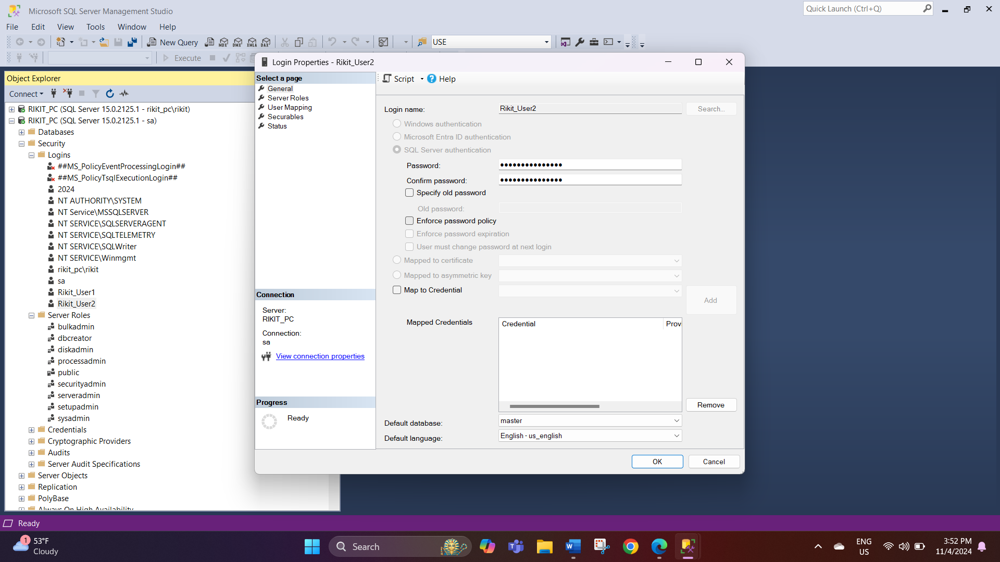 Microsoft SQL Server Management Studio
Quick Launch (Ctrl+Q)
File Edit View Tools Window Help
New Query MDX DMX XMLA DAX USE
Execute
Object Explorer
Connect
RIKIT_PC (SQL Server 15.0.2125.1 - rikit_pc\rikit)
RIKIT_PC (SQL Server 15.0.2125.1 - sa)
Databases
Security
Logins
##MS_PolicyEventProcessingLogin##
##MS_PolicyTsqlExecutionLogin##
2024
NT AUTHORITY\SYSTEM
NT Service\MSSQLSERVER
NT SERVICE\SQLSERVERAGENT
NT SERVICE\SQLTELEMETRY
NT SERVICE\SQLWriter
NT SERVICE\Winmgmt
rikit_pc\rikit
sa
Rikit_User1
Rikit_User2
Server Roles
bulkadmin
dbcreator
diskadmin
processadmin
public
securityadmin
serveradmin
setupadmin
sysadmin
Credentials
Cryptographic Providers
Audits
Server Audit Specifications
Server Objects
Replication
PolyBase
Always On High Availability
Login Properties - Rikit_User2
Select a page
General
Server Roles
User Mapping
Securables
Status
Connection
Server:
RIKIT_PC
Connection:
sa
View connection properties
Progress
Ready
Script Help
Login name: Rikit_User2 Search...
Windows authentication
Microsoft Entra ID authentication
SQL Server authentication
Password: ●●●●●●●●●●●●●●●
Confirm password: ●●●●●●●●●●●●●●●
Specify old password
Old password:
Enforce password policy
Enforce password expiration
User must change password at next login
Mapped to certificate
Mapped to asymmetric key
Map to Credential
Add
Mapped Credentials Credential Provi
Remove
Default database: master
Default language: English - us_english
OK Cancel
Ready
1
53°F
Cloudy
Search
ENG
US
3:52 PM
11/4/2024